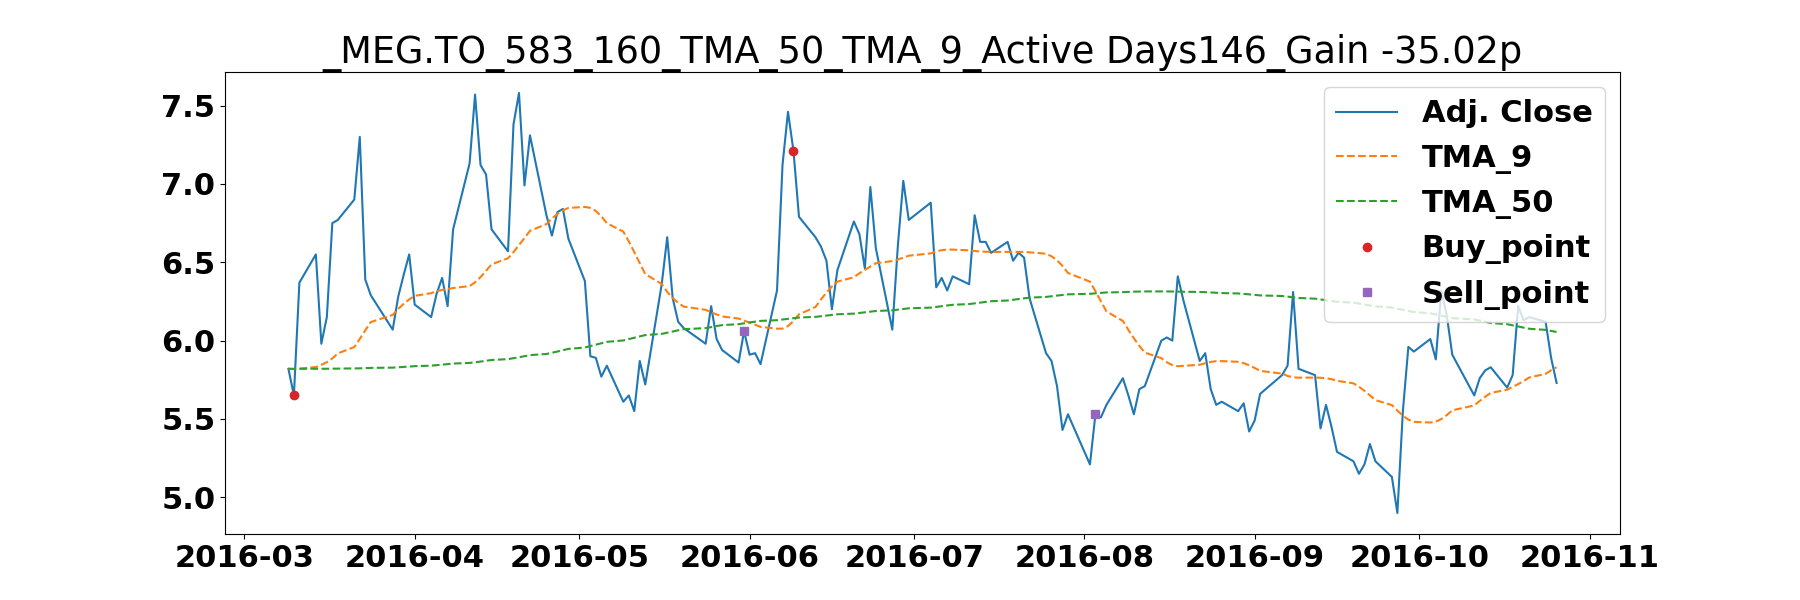 _MEG.TO_583_160_TMA_50_TMA_9_Active Days146_Gain -35.02p
7.5
7.0
6.5
6.0
5.5
5.0
Adj. Close
TMA_9
TMA_50
Buy_point
Sell_point
2016-03 2016-04 2016-05 2016-06 2016-07 2016-08 2016-09 2016-10 2016-11